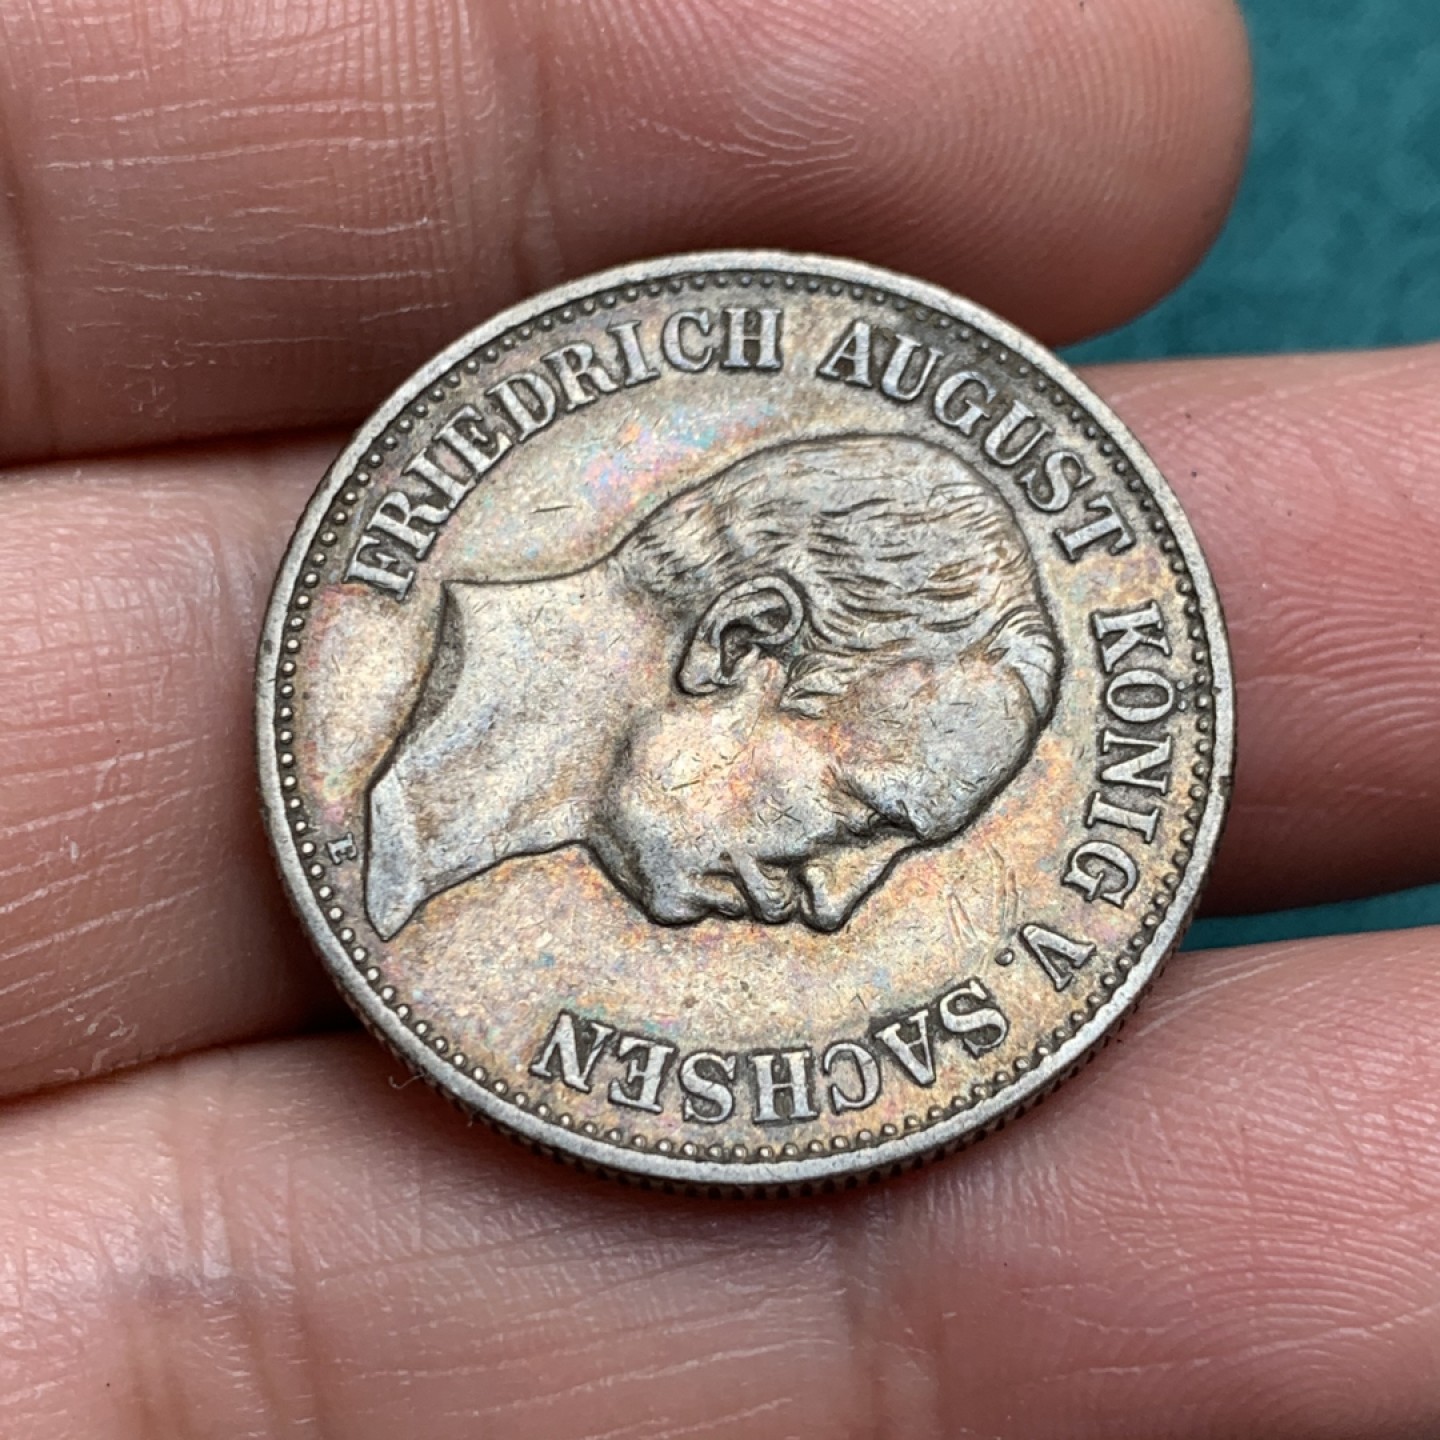 FRIEDRICH AUGUST KÖNIG V. SACHSEN
E